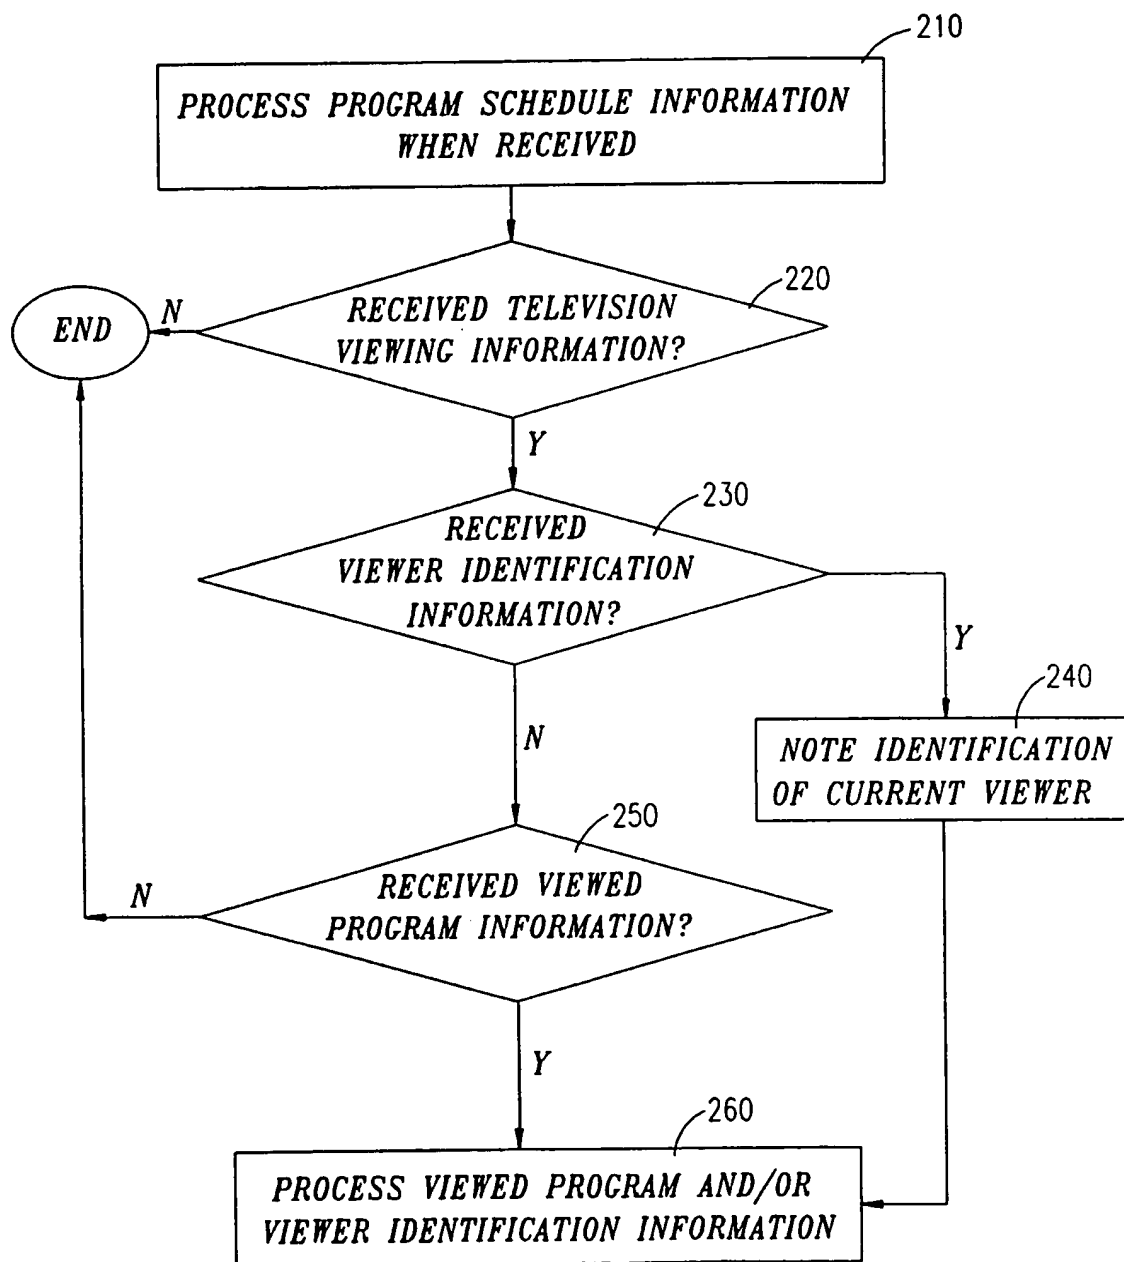 210
PROCESS PROGRAM SCHEDULE INFORMATION
WHEN RECEIVED
220
N
END
RECEIVED TELEVISION
VIEWING INFORMATION?
Y
230
RECEIVED
VIEWER IDENTIFICATION
INFORMATION?
Y
240
N
NOTE IDENTIFICATION
OF CURRENT VIEWER
250
N
RECEIVED VIEWED
PROGRAM INFORMATION?
Y
260
PROCESS VIEWED PROGRAM AND/OR
VIEWER IDENTIFICATION INFORMATION